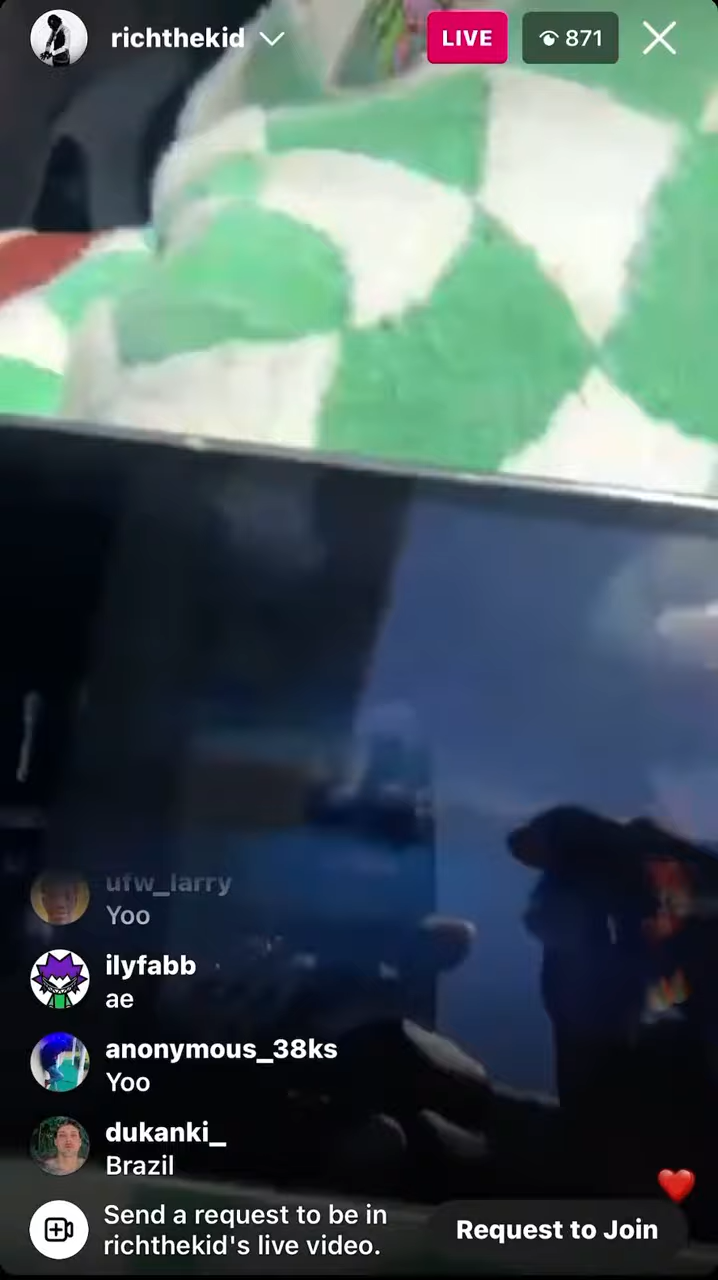 richthekid
LIVE
871
ufw_larry
Yoo
ilyfabb
ae
anonymous_38ks
Yoo
dukanki_
Brazil
Send a request to be in
richthekid's live video.
Request to Join